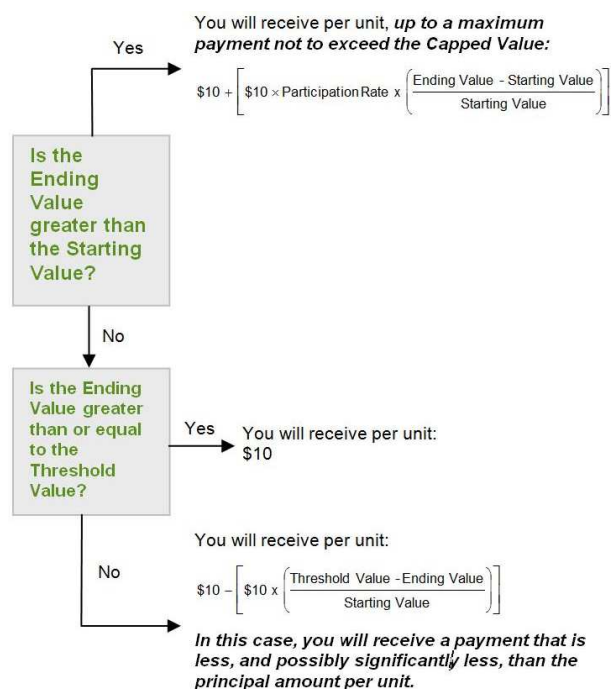 You will receive per unit, up to a maximum
Yes
payment not to exceed the Capped Value:
$10 + [ $10 × Participation Rate x ( Ending Value - Starting Value / Starting Value ) ]
Is the
Ending
Value
greater than
the Starting
Value?
No
Is the Ending
Value greater
than or equal
to the
Threshold
Value?
Yes
You will receive per unit:
$10
You will receive per unit:
No
$10 – [ $10 x ( Threshold Value - Ending Value / Starting Value ) ]
In this case, you will receive a payment that is
less, and possibly significantly less, than the
principal amount per unit.